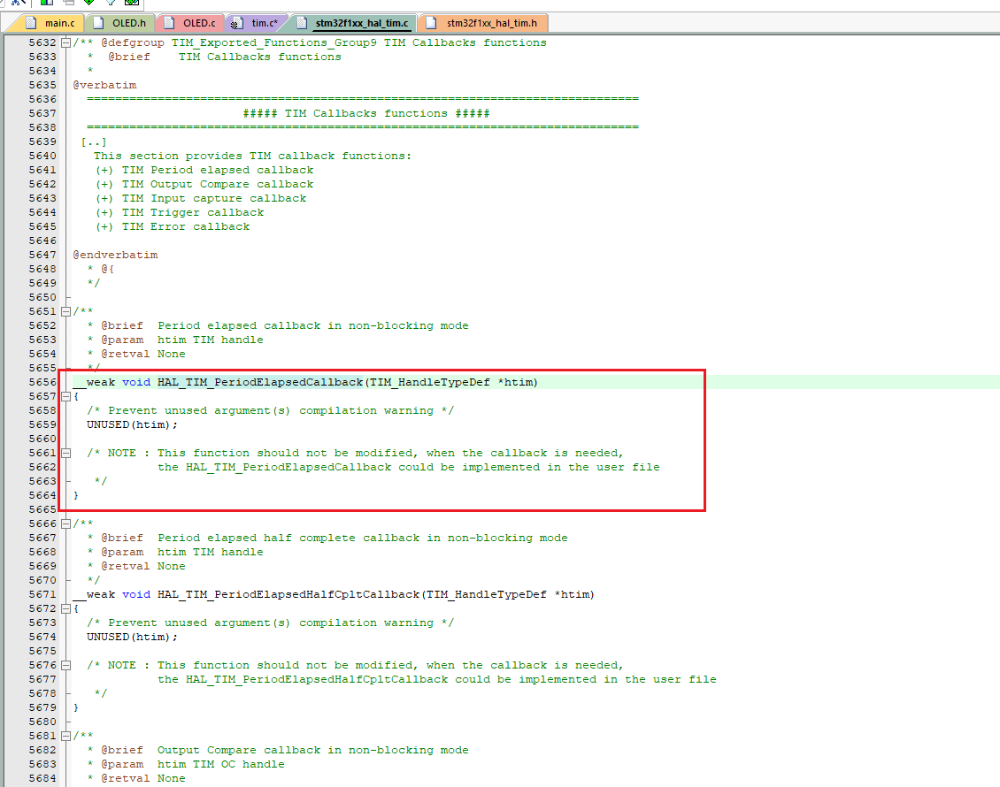 main.c OLED.h OLED.c tim.c* stm32f1xx_hal_tim.c stm32f1xx_hal_tim.h
5632 /** @defgroup TIM_Exported_Functions_Group9 TIM Callbacks functions
5633 * @brief TIM Callbacks functions
5634 *
5635 @verbatim
5636 ==============================================================================
5637 ##### TIM Callbacks functions #####
5638 ==============================================================================
5639 [..]
5640 This section provides TIM callback functions:
5641 (+) TIM Period elapsed callback
5642 (+) TIM Output Compare callback
5643 (+) TIM Input capture callback
5644 (+) TIM Trigger callback
5645 (+) TIM Error callback
5646
5647 @endverbatim
5648 * @{
5649 */
5650
5651 /**
5652 * @brief Period elapsed callback in non-blocking mode
5653 * @param htim TIM handle
5654 * @retval None
5655 */
5656 __weak void HAL_TIM_PeriodElapsedCallback(TIM_HandleTypeDef *htim)
5657 {
5658 /* Prevent unused argument(s) compilation warning */
5659 UNUSED(htim);
5660
5661 /* NOTE : This function should not be modified, when the callback is needed,
5662 the HAL_TIM_PeriodElapsedCallback could be implemented in the user file
5663 */
5664 }
5665
5666 /**
5667 * @brief Period elapsed half complete callback in non-blocking mode
5668 * @param htim TIM handle
5669 * @retval None
5670 */
5671 __weak void HAL_TIM_PeriodElapsedHalfCpltCallback(TIM_HandleTypeDef *htim)
5672 {
5673 /* Prevent unused argument(s) compilation warning */
5674 UNUSED(htim);
5675
5676 /* NOTE : This function should not be modified, when the callback is needed,
5677 the HAL_TIM_PeriodElapsedHalfCpltCallback could be implemented in the user file
5678 */
5679 }
5680
5681 /**
5682 * @brief Output Compare callback in non-blocking mode
5683 * @param htim TIM OC handle
5684 * @retval None